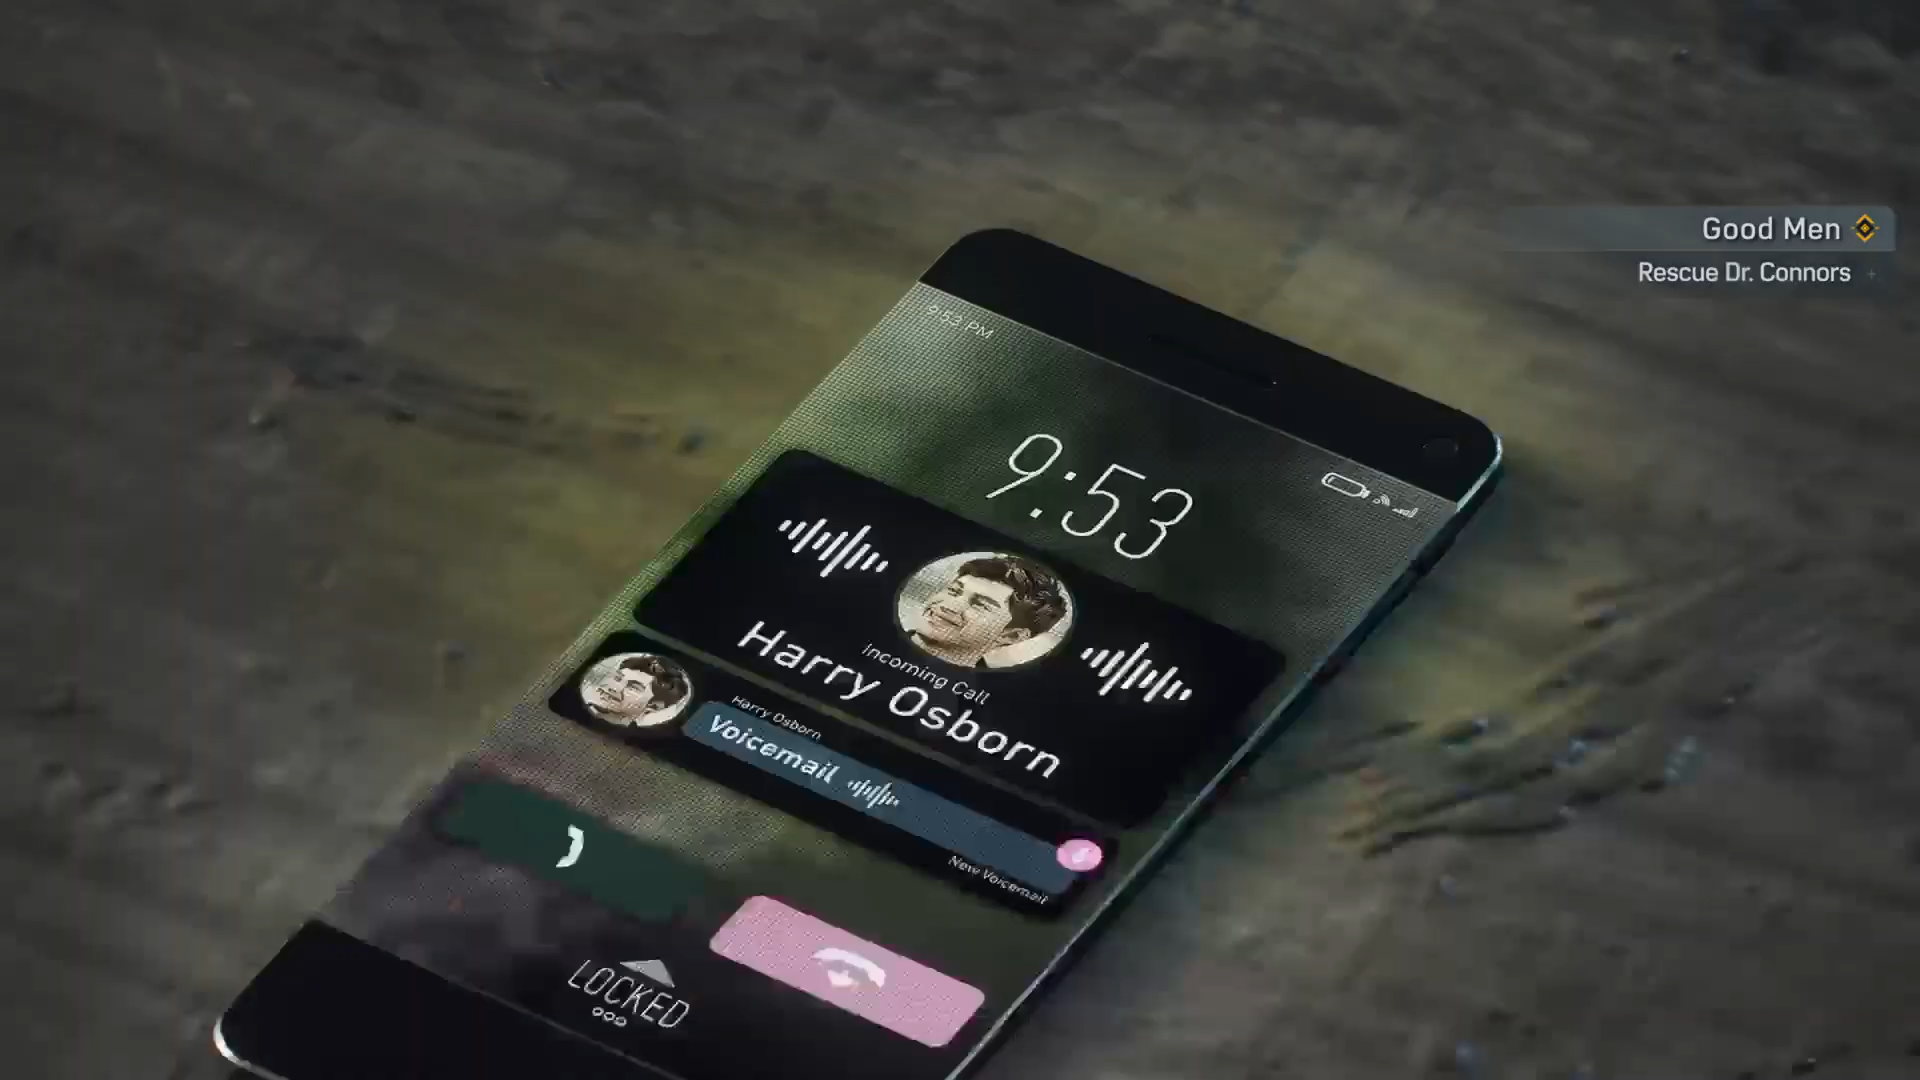 Good Men
Rescue Dr. Connors
9:53 PM
9:53
Incoming Call
Harry Osborn
Harry Osborn
Voicemail
New Voicemail
LOCKED